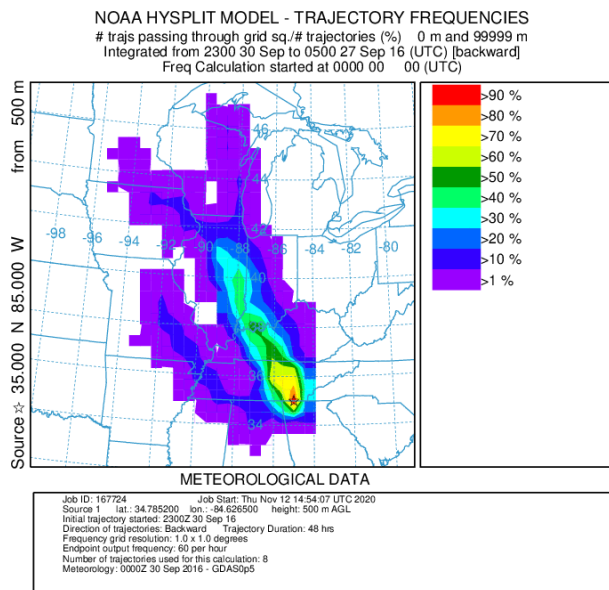 NOAA HYSPLIT MODEL - TRAJECTORY FREQUENCIES
# trajs passing through grid sq./# trajectories (%) 0 m and 99999 m
Integrated from 2300 30 Sep to 0500 27 Sep 16 (UTC) [backward]
Freq Calculation started at 0000 00 00 (UTC)
Source ☆ 35.000 N 85.000 W from 500 m
46
44
42
-98 -96 -94 -92 -90 -88 -86 -84 -82 -80
40
38
36
34
>90 %
>80 %
>70 %
>60 %
>50 %
>40 %
>30 %
>20 %
>10 %
>1 %
METEOROLOGICAL DATA
Job ID: 167724 Job Start: Thu Nov 12 14:54:07 UTC 2020
Source 1 lat.: 34.785200 lon.: -84.626500 height: 500 m AGL
Initial trajectory started: 2300Z 30 Sep 16
Direction of trajectories: Backward Trajectory Duration: 48 hrs
Frequency grid resolution: 1.0 x 1.0 degrees
Endpoint output frequency: 60 per hour
Number of trajectories used for this calculation: 8
Meteorology: 0000Z 30 Sep 2016 - GDAS0p5